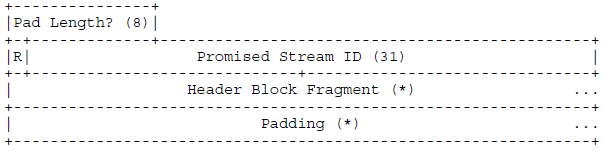 +---------------+
|Pad Length? (8)|
+-+-------------+-----------------------------------------------+
|R|                  Promised Stream ID (31)                    |
+-+-----------------------------+-------------------------------+
|                   Header Block Fragment (*)                 ...
+---------------------------------------------------------------+
|                           Padding (*)                       ...
+---------------------------------------------------------------+